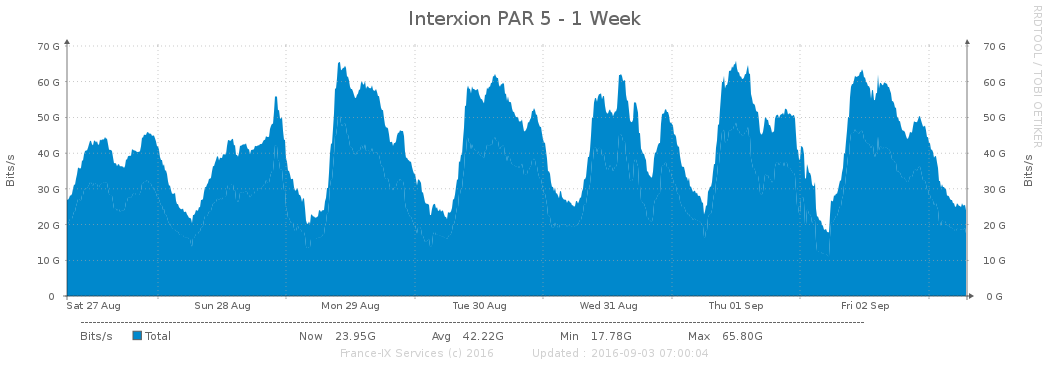 Interxion PAR 5 - 1 Week
RRDTOOL / TOBI OETIKER
Bits/s
70 G 70 G
60 G 60 G
50 G 50 G
40 G 40 G
30 G 30 G
20 G 20 G
10 G 10 G
0 0 G
Bits/s
Sat 27 Aug Sun 28 Aug Mon 29 Aug Tue 30 Aug Wed 31 Aug Thu 01 Sep Fri 02 Sep
Bits/s Total Now 23.95G Avg 42.22G Min 17.78G Max 65.80G
France-IX Services (c) 2016 Updated : 2016-09-03 07:00:04